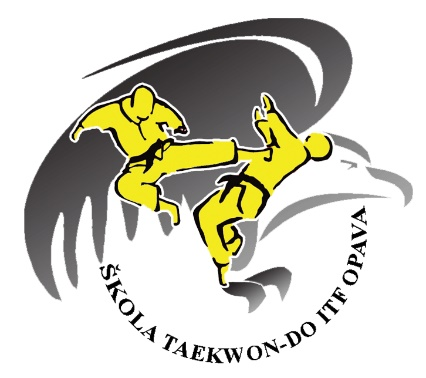 ŠKOLA TAEKWON-DO ITF OPAVA